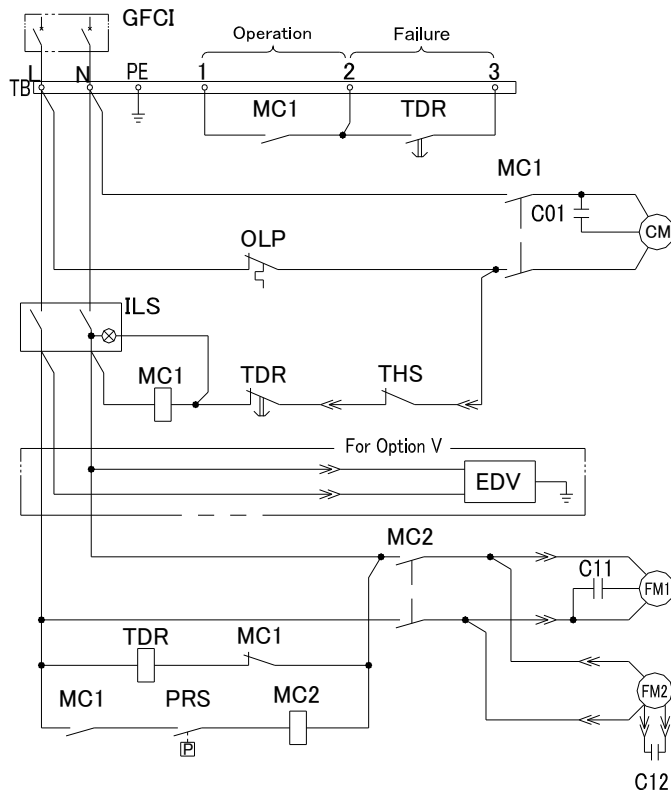 GFCI
Operation
Failure
L
N
PE
1
2
3
TB
MC1
TDR
MC1
C01
CM
OLP
ILS
MC1
TDR
THS
For Option V
EDV
MC2
C11
FM1
TDR
MC1
MC1
PRS
MC2
P
FM2
C12